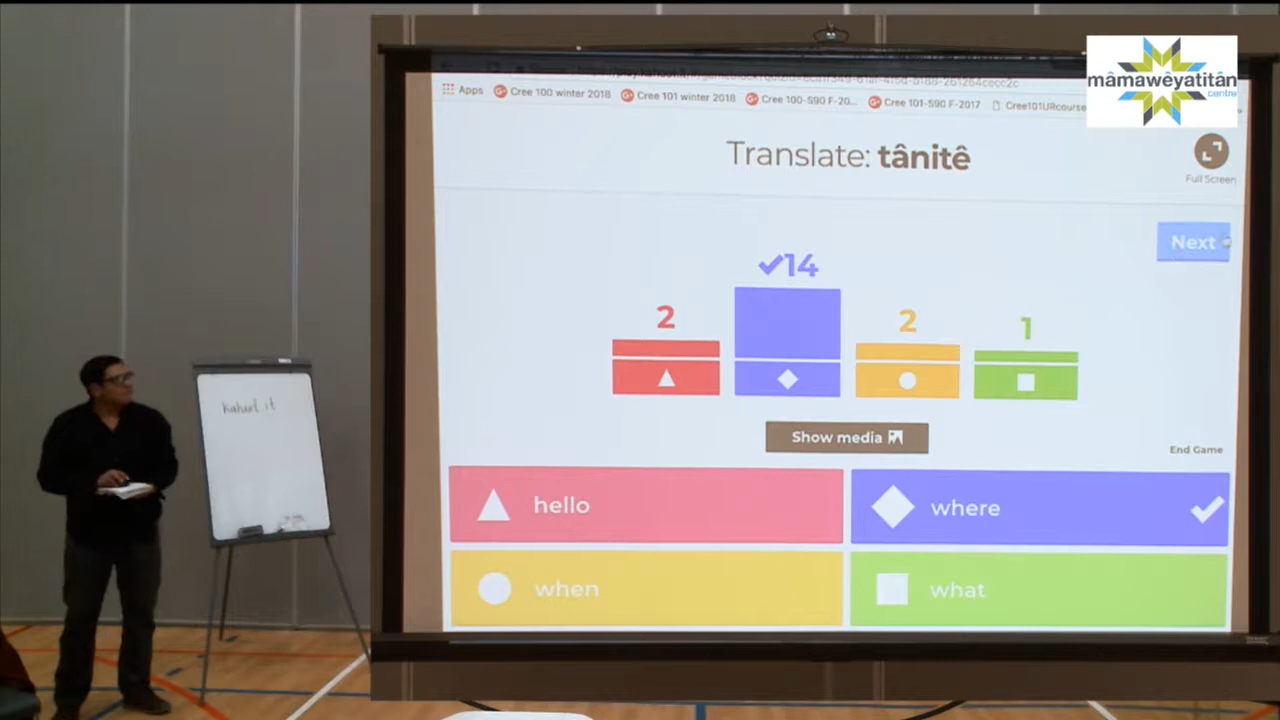 mâmawêyatitân
centre
Apps
Cree 100 winter 2018
Cree 101 winter 2018
Cree 100-590 F-20...
Cree 101-590 F-2017
Cree101URcourse
Translate: tânitê
Full Screen
Next
2
14
2
1
Show media
End Game
hello
where
when
what
Kahoot.it